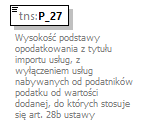 tns:P_27
Wysokość podstawy
opodatkowania z tytułu
importu usług, z
wyłączeniem usług
nabywanych od podatników
podatku od wartości
dodanej, do których stosuje
się art. 28b ustawy